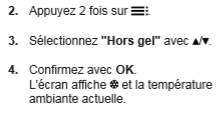 2. Appuyez 2 fois sur ☰⁝.
3. Sélectionnez "Hors gel" avec ▲/▼.
4. Confirmez avec OK.
L'écran affiche ❄ et la température
ambiante actuelle.